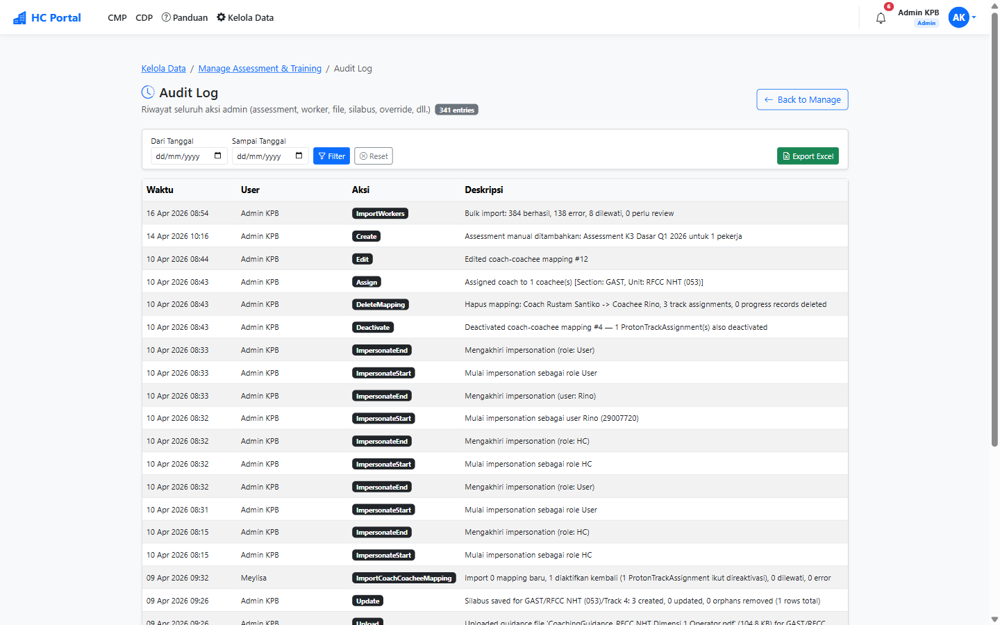 HC Portal CMP CDP Panduan Kelola Data 6 Admin KPB Admin AK
Kelola Data / Manage Assessment & Training / Audit Log
Audit Log
Riwayat seluruh aksi admin (assessment, worker, file, silabus, override, dll.) 341 entries
← Back to Manage
Dari Tanggal Sampai Tanggal
dd/mm/yyyy dd/mm/yyyy Filter Reset Export Excel
Waktu User Aksi Deskripsi
16 Apr 2026 08:54 Admin KPB ImportWorkers Bulk import: 384 berhasil, 138 error, 8 dilewati, 0 perlu review
14 Apr 2026 10:16 Admin KPB Create Assessment manual ditambahkan: Assessment K3 Dasar Q1 2026 untuk 1 pekerja
10 Apr 2026 08:44 Admin KPB Edit Edited coach-coachee mapping #12
10 Apr 2026 08:43 Admin KPB Assign Assigned coach to 1 coachee(s) [Section: GAST, Unit: RFCC NHT (053)]
10 Apr 2026 08:43 Admin KPB DeleteMapping Hapus mapping: Coach Rustam Santiko -> Coachee Rino, 3 track assignments, 0 progress records deleted
10 Apr 2026 08:43 Admin KPB Deactivate Deactivated coach-coachee mapping #4 — 1 ProtonTrackAssignment(s) also deactivated
10 Apr 2026 08:33 Admin KPB ImpersonateEnd Mengakhiri impersonation (role: User)
10 Apr 2026 08:33 Admin KPB ImpersonateStart Mulai impersonation sebagai role User
10 Apr 2026 08:33 Admin KPB ImpersonateEnd Mengakhiri impersonation (user: Rino)
10 Apr 2026 08:32 Admin KPB ImpersonateStart Mulai impersonation sebagai user Rino (29007720)
10 Apr 2026 08:32 Admin KPB ImpersonateEnd Mengakhiri impersonation (role: HC)
10 Apr 2026 08:32 Admin KPB ImpersonateStart Mulai impersonation sebagai role HC
10 Apr 2026 08:32 Admin KPB ImpersonateEnd Mengakhiri impersonation (role: User)
10 Apr 2026 08:31 Admin KPB ImpersonateStart Mulai impersonation sebagai role User
10 Apr 2026 08:15 Admin KPB ImpersonateEnd Mengakhiri impersonation (role: HC)
10 Apr 2026 08:15 Admin KPB ImpersonateStart Mulai impersonation sebagai role HC
09 Apr 2026 09:32 Meylisa ImportCoachCoacheeMapping Import 0 mapping baru, 1 diaktifkan kembali (1 ProtonTrackAssignment ikut direaktivasi), 0 dilewati, 0 error
09 Apr 2026 09:26 Admin KPB Update Silabus saved for GAST/RFCC NHT (053)/Track 4: 3 created, 0 updated, 0 orphans removed (1 rows total)
09 Apr 2026 09:26 Admin KPB Upload Uploaded guidance file 'CoachingGuidance_RFCC NHT Dimensi 1 Operator.pdf' (104.8 KB) for GAST/RFCC